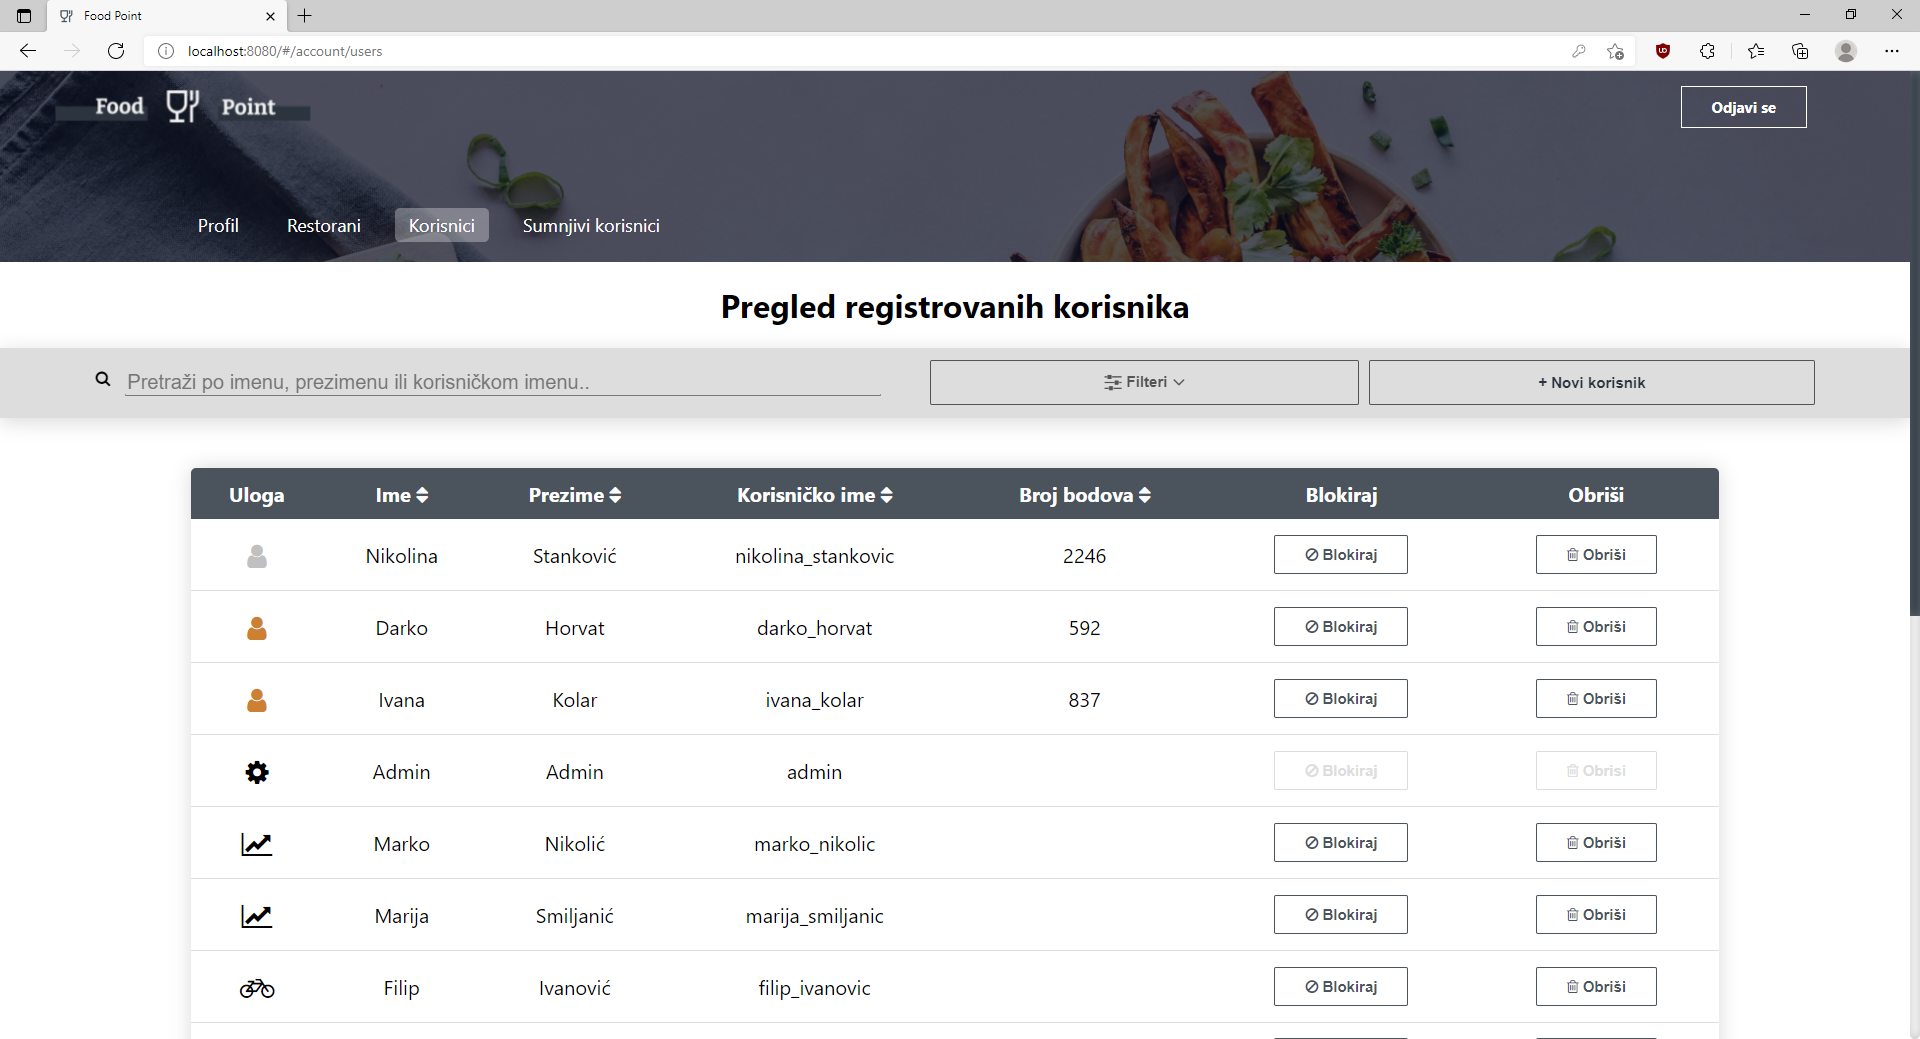 Food Point
localhost:8080/#/account/users
Food Point
Odjavi se
Profil Restorani Korisnici Sumnjivi korisnici
Pregled registrovanih korisnika
Pretraži po imenu, prezimenu ili korisničkom imenu..
Filteri
+ Novi korisnik
Uloga Ime Prezime Korisničko ime Broj bodova Blokiraj Obriši
Nikolina Stanković nikolina_stankovic 2246 Blokiraj Obriši
Darko Horvat darko_horvat 592 Blokiraj Obriši
Ivana Kolar ivana_kolar 837 Blokiraj Obriši
Admin Admin admin Blokiraj Obrisi
Marko Nikolić marko_nikolic Blokiraj Obriši
Marija Smiljanić marija_smiljanic Blokiraj Obriši
Filip Ivanović filip_ivanovic Blokiraj Obriši